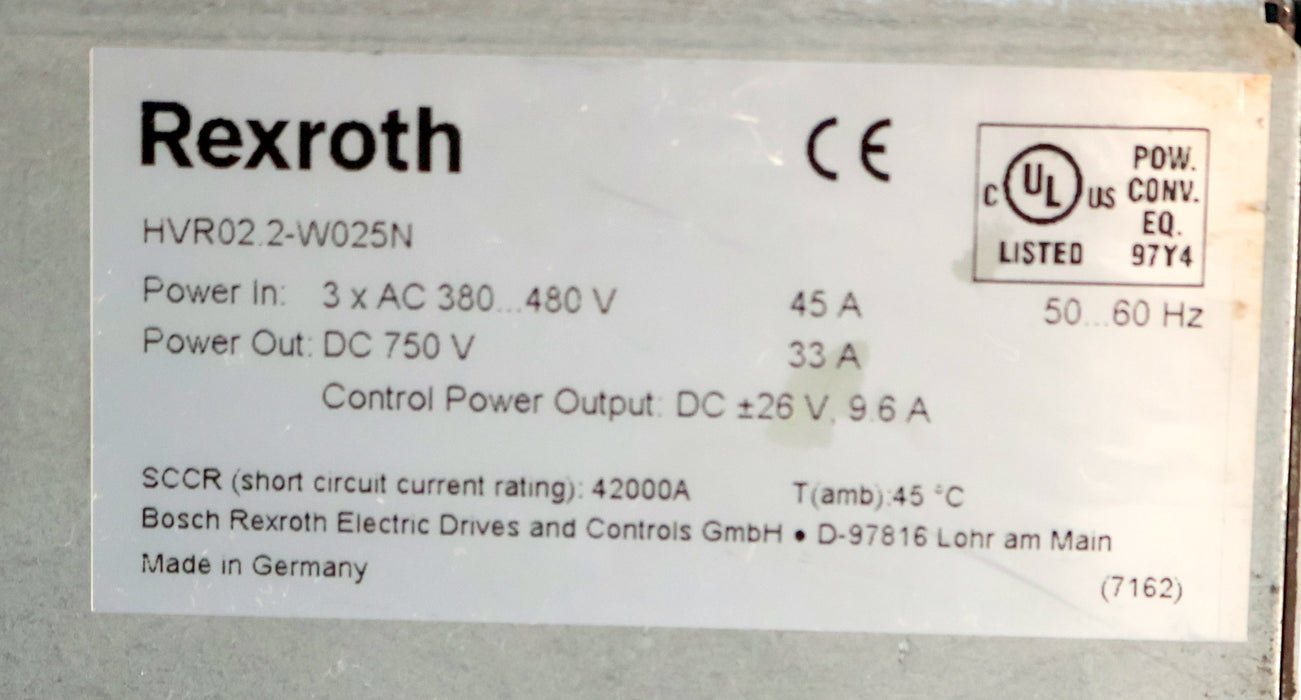 Rexroth
CE
C UL US
LISTED
POW.
CONV.
EQ.
97Y4
HVR02.2-W025N
Power In: 3 x AC 380...480 V 45 A 50...60 Hz
Power Out: DC 750 V 33 A
Control Power Output: DC ±26 V, 9.6 A
SCCR (short circuit current rating): 42000A T(amb):45 °C
Bosch Rexroth Electric Drives and Controls GmbH • D-97816 Lohr am Main
Made in Germany
(7162)